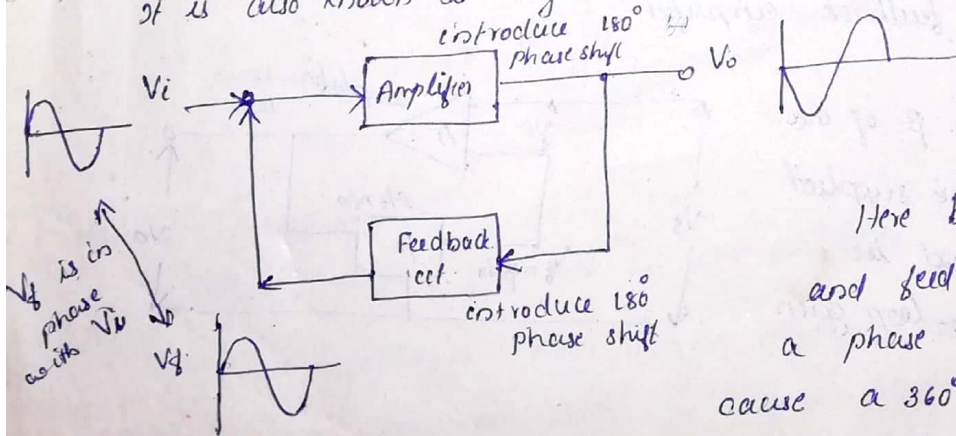 It is also known as
introduce 180°
phase shift
Vi
Amplifier
Vo
Feedback
cct.
introduce 180°
phase shift
Vf is in
phase
with Vi
Vf
Here
and feed
a phase
cause a 360°